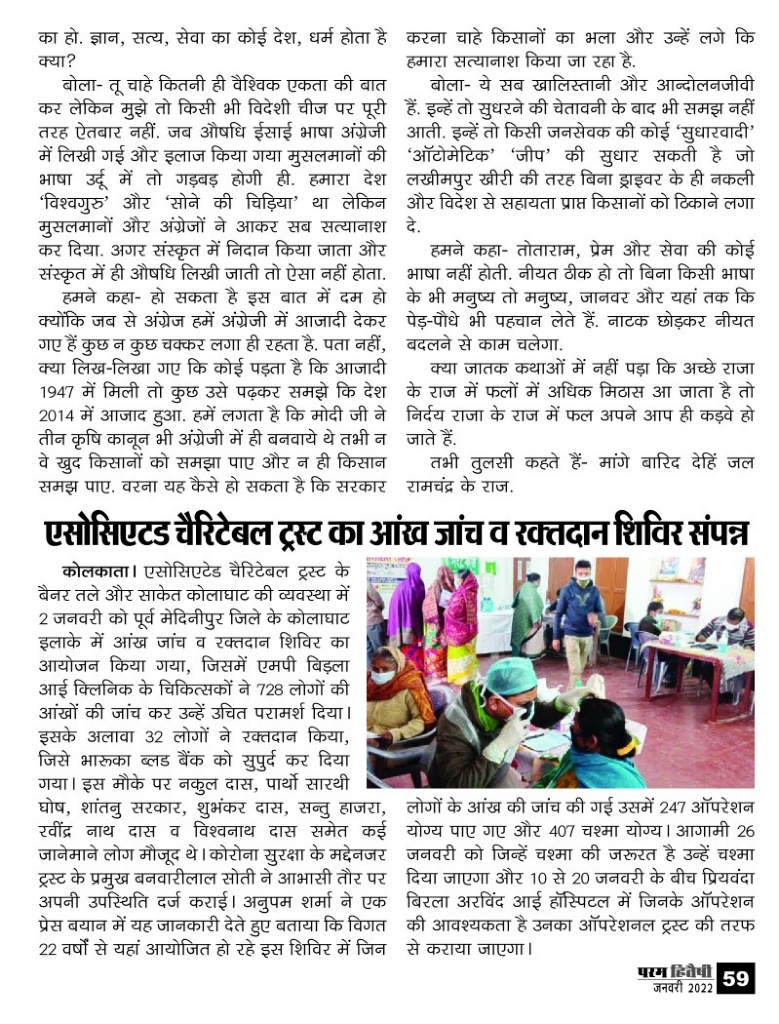 का हो. ज्ञान, सत्य, सेवा का कोई देश, धर्म होता है
क्या?
बोला- तू चाहे कितनी ही वैश्विक एकता की बात
कर लेकिन मुझे तो किसी भी विदेशी चीज पर पूरी
तरह ऐतबार नहीं. जब औषधि ईसाई भाषा अंग्रेजी
में लिखी गई और इलाज किया गया मुसलमानों की
भाषा उर्दू में तो गड़बड़ होगी ही. हमारा देश
‘विश्वगुरु’ और ‘सोने की चिड़िया’ था लेकिन
मुसलमानों और अंग्रेजों ने आकर सब सत्यानाश
कर दिया. अगर संस्कृत में निदान किया जाता और
संस्कृत में ही औषधि लिखी जाती तो ऐसा नहीं होता.
हमने कहा- हो सकता है इस बात में दम हो
क्योंकि जब से अंग्रेज हमें अंग्रेजी में आजादी देकर
गए हैं कुछ न कुछ चक्कर लगा ही रहता है. पता नहीं,
क्या लिख-लिखा गए कि कोई पड़ता है कि आजादी
1947 में मिली तो कुछ उसे पढ़कर समझे कि देश
2014 में आजाद हुआ. हमें लगता है कि मोदी जी ने
तीन कृषि कानून भी अंग्रेजी में ही बनवाये थे तभी न
वे खुद किसानों को समझा पाए और न ही किसान
समझ पाए. वरना यह कैसे हो सकता है कि सरकार
करना चाहे किसानों का भला और उन्हें लगे कि
हमारा सत्यानाश किया जा रहा है.
बोला- ये सब खालिस्तानी और आन्दोलनजीवी
हैं. इन्हें तो सुधरने की चेतावनी के बाद भी समझ नहीं
आती. इन्हें तो किसी जनसेवक की कोई ‘सुधारवादी’
‘ऑटोमेटिक’ ‘जीप’ की सुधार सकती है जो
लखीमपुर खीरी की तरह बिना ड्राइवर के ही नकली
और विदेश से सहायता प्राप्त किसानों को ठिकाने लगा
दे.
हमने कहा- तोताराम, प्रेम और सेवा की कोई
भाषा नहीं होती. नीयत ठीक हो तो बिना किसी भाषा
के भी मनुष्य तो मनुष्य, जानवर और यहां तक कि
पेड़-पौधे भी पहचान लेते हैं. नाटक छोड़कर नीयत
बदलने से काम चलेगा.
क्या जातक कथाओं में नहीं पड़ा कि अच्छे राजा
के राज में फलों में अधिक मिठास आ जाता है तो
निर्दय राजा के राज में फल अपने आप ही कड़वे हो
जाते हैं.
तभी तुलसी कहते हैं- मांगे बारिद देहिं जल
रामचंद्र के राज.
एसोसिएटड चैरिटेबल ट्रस्ट का आंख जांच व रक्तदान शिविर संपन्न
कोलकाता। एसोसिएटेड चैरिटेबल ट्रस्ट के
बैनर तले और साकेत कोलाघाट की व्यवस्था में
2 जनवरी को पूर्व मेदिनीपुर जिले के कोलाघाट
इलाके में आंख जांच व रक्तदान शिविर का
आयोजन किया गया, जिसमें एमपी बिड़ला
आई क्लिनिक के चिकित्सकों ने 728 लोगों की
आंखों की जांच कर उन्हें उचित परामर्श दिया।
इसके अलावा 32 लोगों ने रक्तदान किया,
जिसे भारूका ब्लड बैंक को सुपुर्द कर दिया
गया। इस मौके पर नकुल दास, पार्थो सारथी
घोष, शांतनु सरकार, शुभंकर दास, सन्तु हाजरा,
रवींद्र नाथ दास व विश्वनाथ दास समेत कई
जानेमाने लोग मौजूद थे। कोरोना सुरक्षा के मद्देनजर
ट्रस्ट के प्रमुख बनवारीलाल सोती ने आभासी तौर पर
अपनी उपस्थिति दर्ज कराई। अनुपम शर्मा ने एक
प्रेस बयान में यह जानकारी देते हुए बताया कि विगत
22 वर्षों से यहां आयोजित हो रहे इस शिविर में जिन
लोगों के आंख की जांच की गई उसमें 247 ऑपरेशन
योग्य पाए गए और 407 चश्मा योग्य। आगामी 26
जनवरी को जिन्हें चश्मा की जरूरत है उन्हें चश्मा
दिया जाएगा और 10 से 20 जनवरी के बीच प्रियवंदा
बिरला अरविंद आई हॉस्पिटल में जिनके ऑपरेशन
की आवश्यकता है उनका ऑपरेशनल ट्रस्ट की तरफ
से कराया जाएगा।
परम हितैषी
जनवरी 2022
59